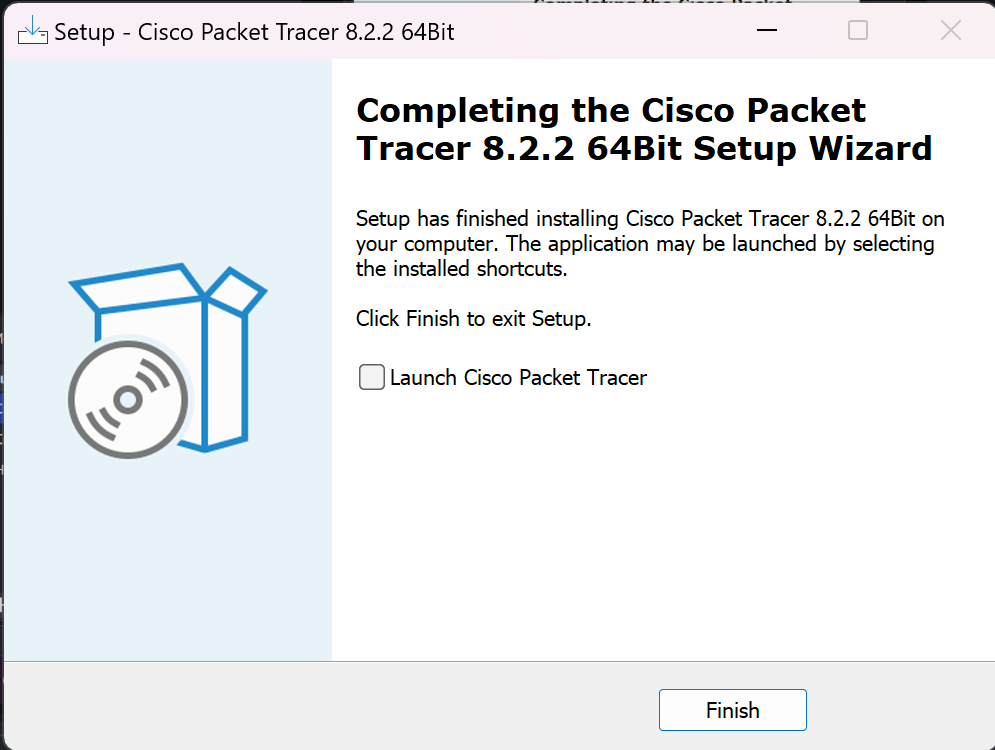 Setup - Cisco Packet Tracer 8.2.2 64Bit
Completing the Cisco Packet
Tracer 8.2.2 64Bit Setup Wizard
Setup has finished installing Cisco Packet Tracer 8.2.2 64Bit on
your computer. The application may be launched by selecting
the installed shortcuts.
Click Finish to exit Setup.
Launch Cisco Packet Tracer
Finish